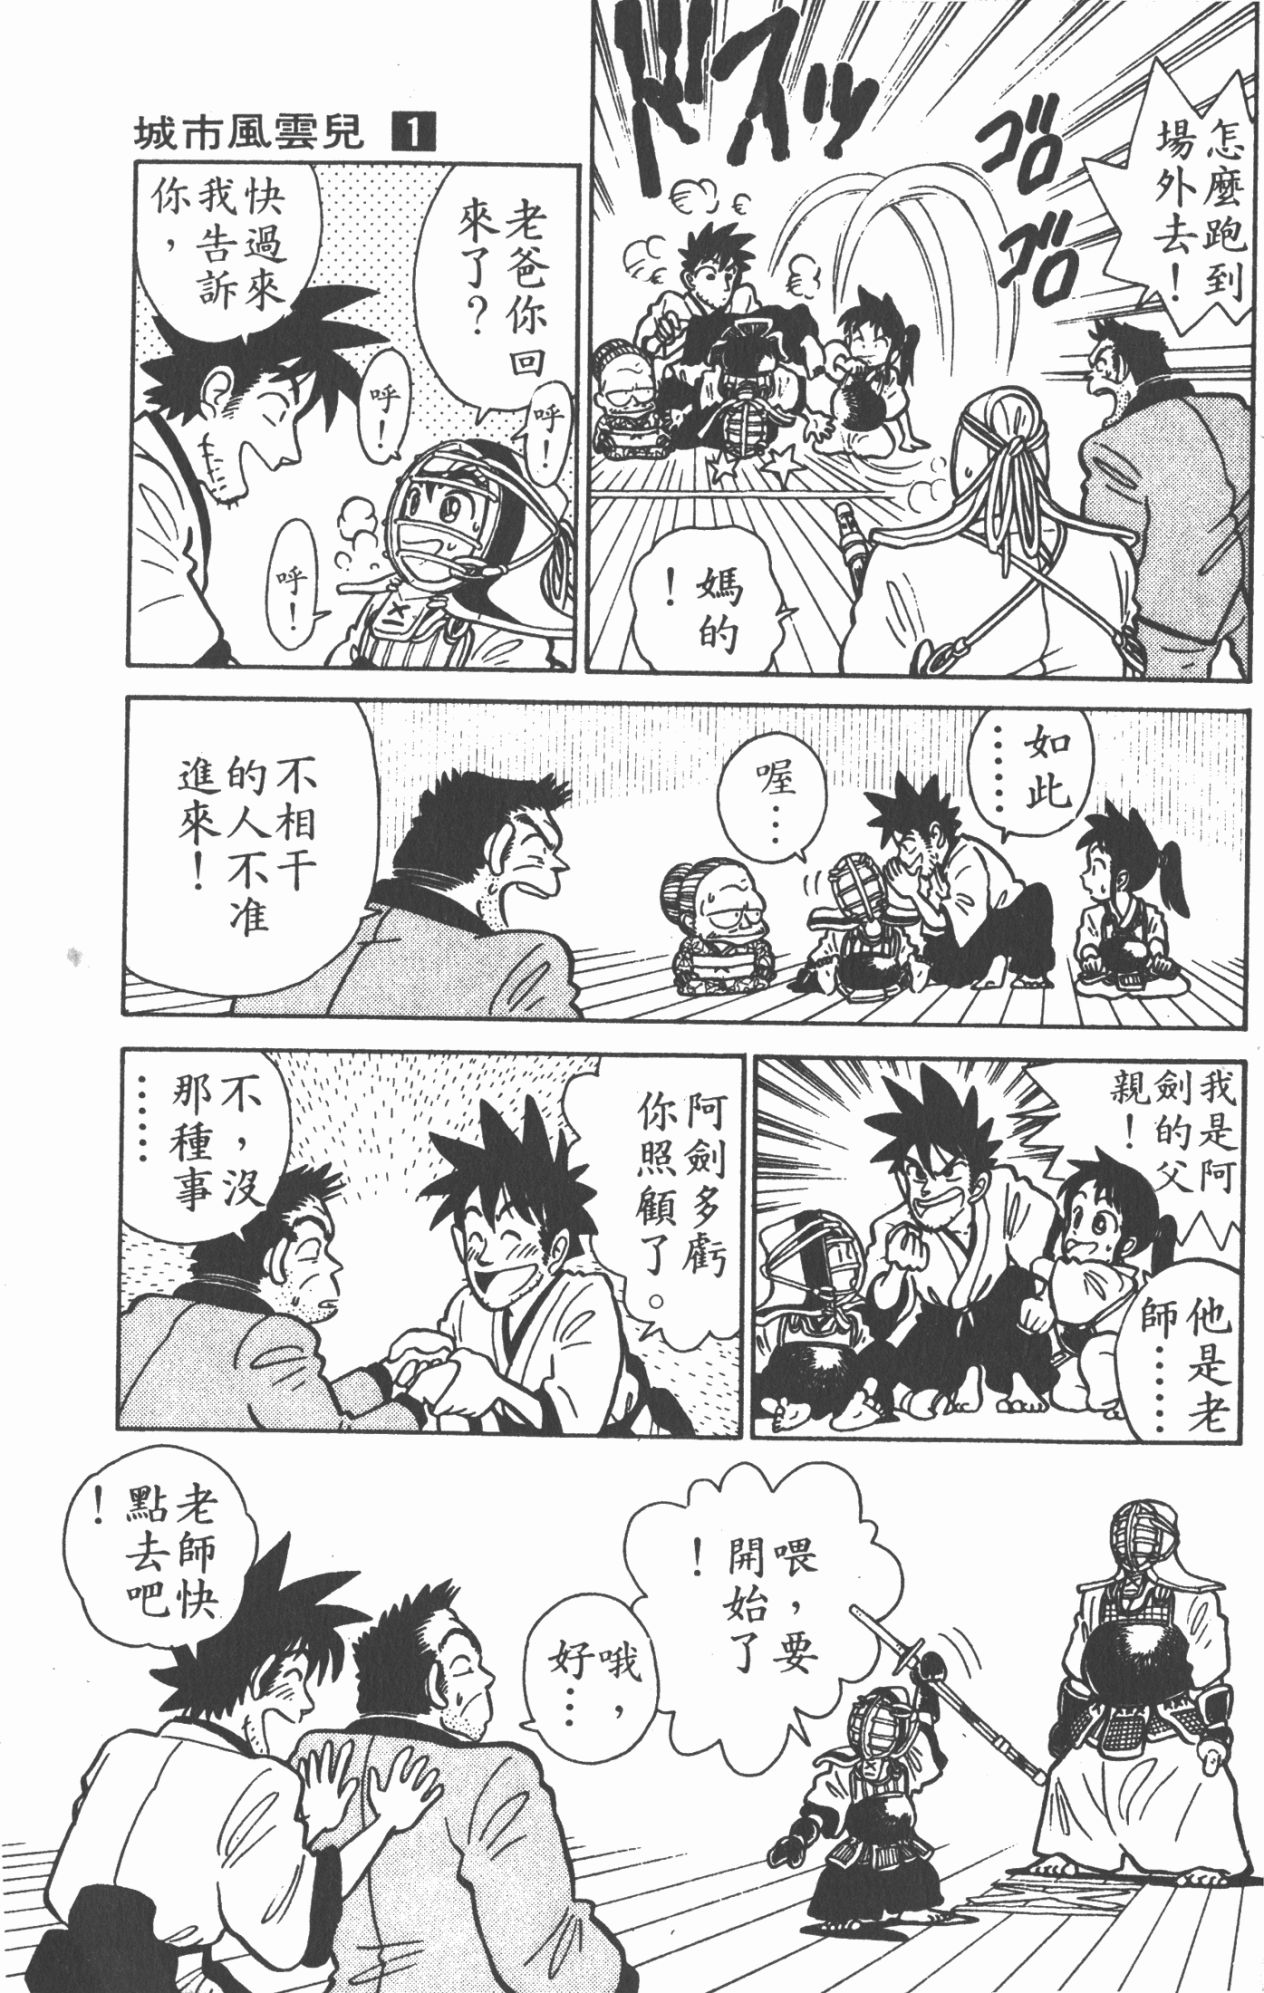 城市風雲兒 1
ドスッ
ゴロ
ゴロ
怎麼跑到
場外去！
媽的
！
老爸你回
來了？
呼！
呼！
呼！
快過來
我告訴
你，
如此
……
喔…
不相干
的人不准
進來！
我是阿
劍的父
親！
他是老
師……
阿劍多虧
你照顧了
。
不，沒
那種事
……
喂，要
開始了
！
哦，
好…
老師快
點去吧
！